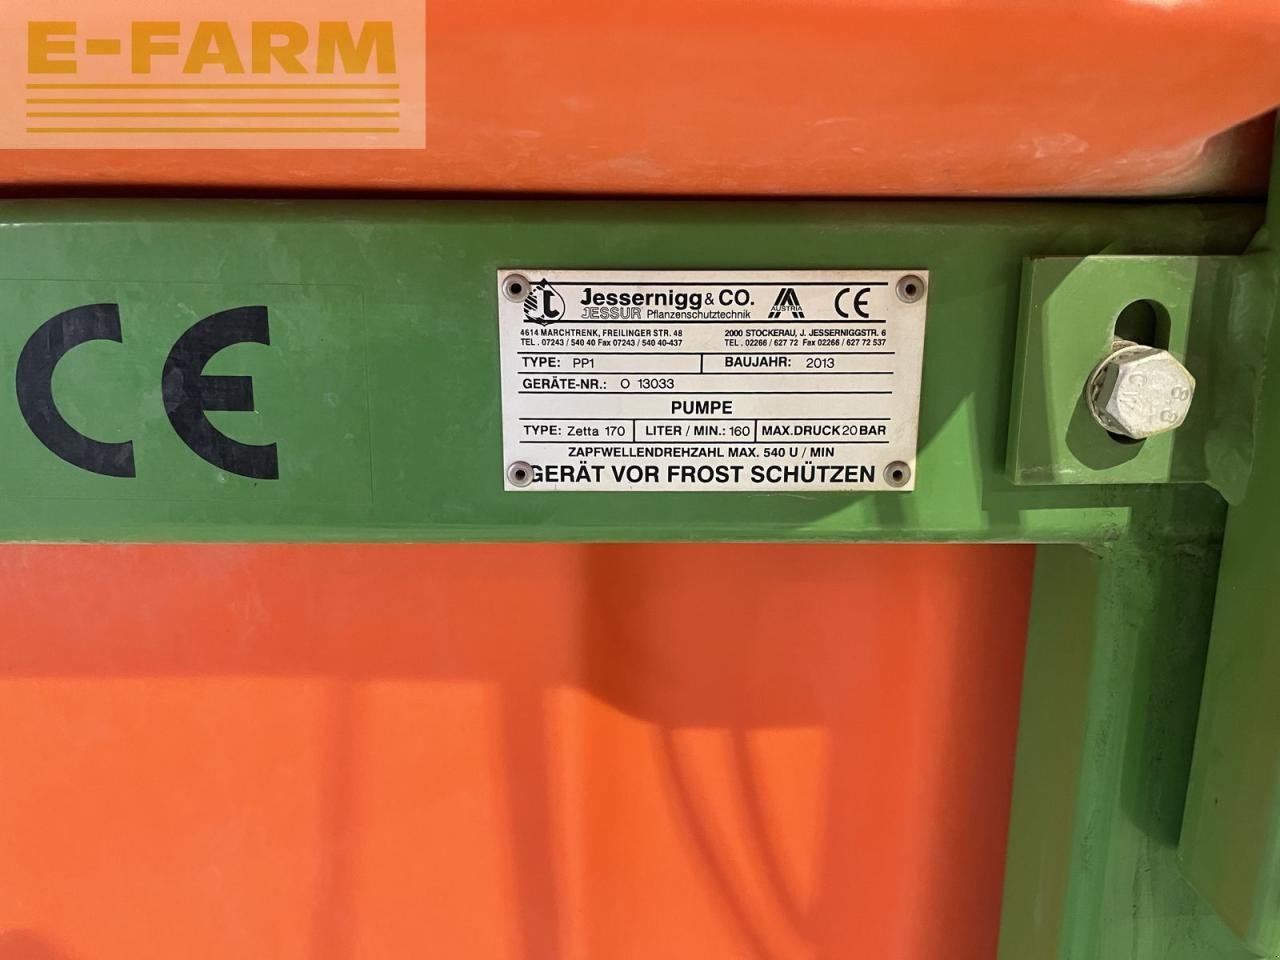 E-FARM
CE
Jessernigg & CO.
JESSUR Pflanzenschutztechnik
AUSTRIA
CE
4614 MARCHTRENK, FREILINGER STR. 48
TEL. 07243 / 540 40 Fax 07243 / 540 40-437
2000 STOCKERAU, J. JESSERNIGGSTR. 6
TEL. 02266 / 627 72 Fax 02266 / 627 72 537
TYPE: PP1 BAUJAHR: 2013
GERÄTE-NR.: O 13033
PUMPE
TYPE: Zetta 170 LITER / MIN.: 160 MAX.DRUCK 20 BAR
ZAPFWELLENDREHZAHL MAX. 540 U / MIN
GERÄT VOR FROST SCHÜTZEN
8.8